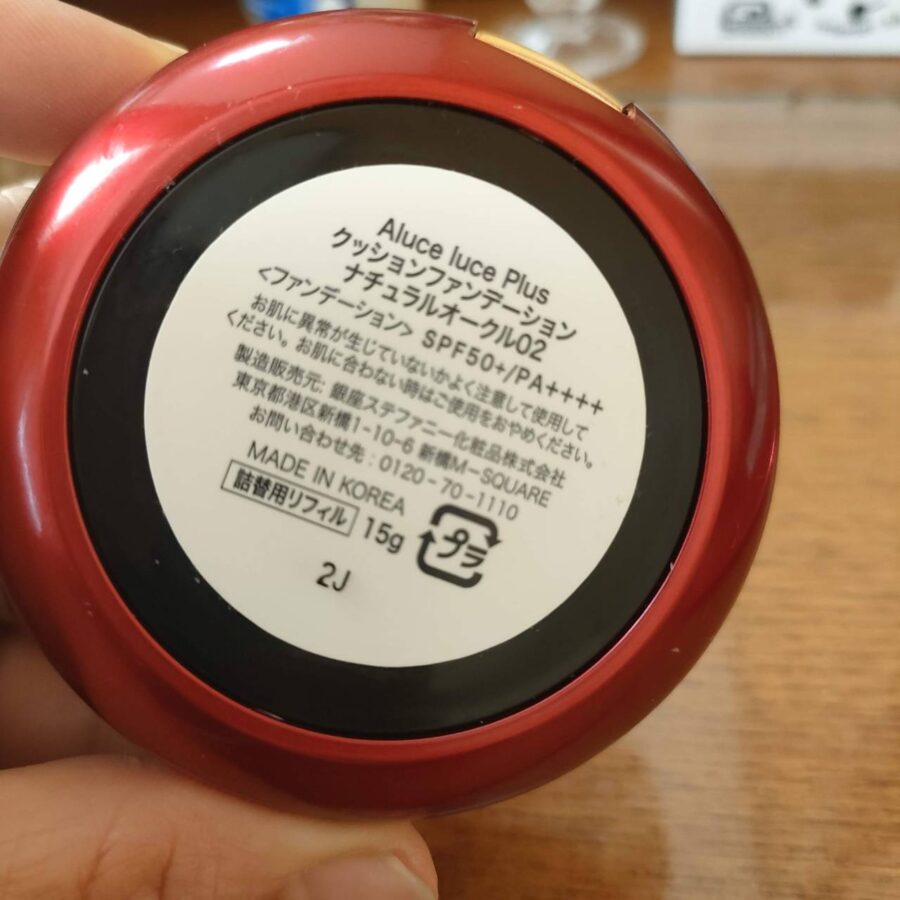 Aluce luce Plus
クッションファンデーション
ナチュラルオークル02
<ファンデーション> SPF50+/PA++++
お肌に異常が生じていないかよく注意して使用して
ください。お肌に合わない時はご使用をおやめください。
製造販売元: 銀座ステファニー化粧品株式会社
東京都港区新橋1-10-6 新橋M-SQUARE
お問い合わせ先：0120-70-1110
MADE IN KOREA
詰替用リフィル 15g プラ
2J